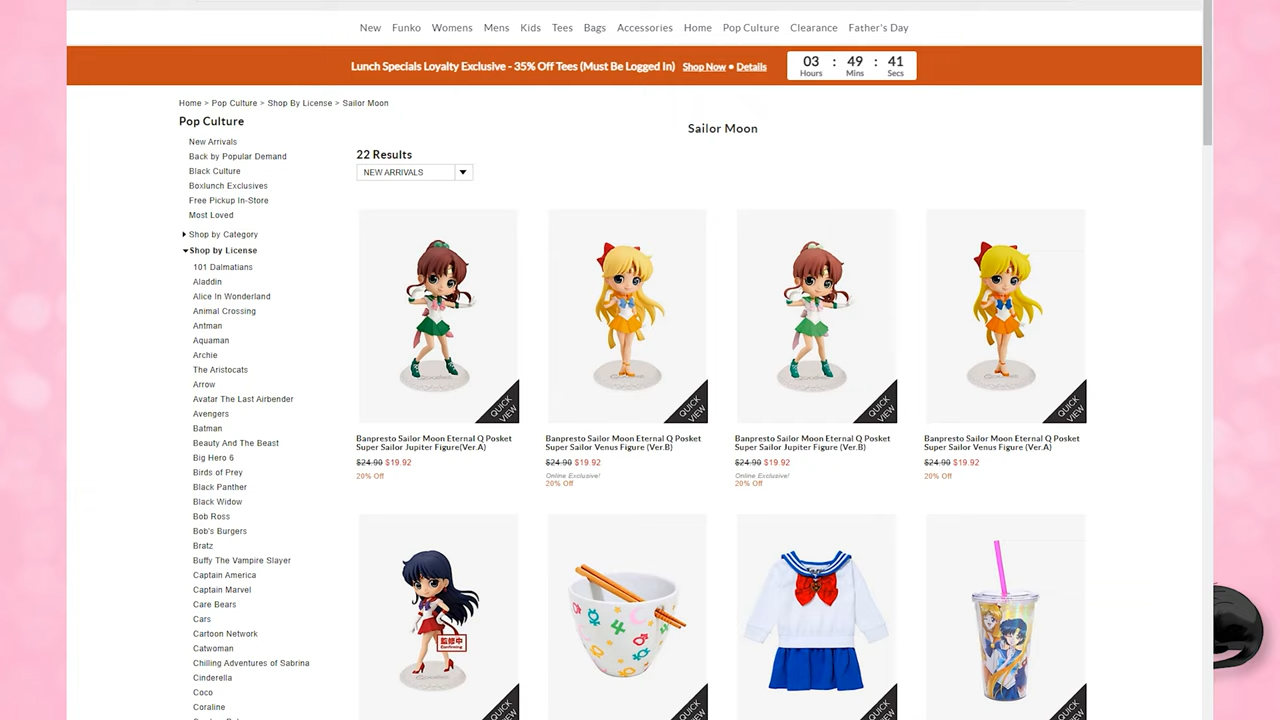 New Funko Womens Mens Kids Tees Bags Accessories Home Pop Culture Clearance Father's Day
Lunch Specials Loyalty Exclusive - 35% Off Tees (Must Be Logged In) Shop Now • Details
03 : 49 : 41
Hours Mins Secs
Home > Pop Culture > Shop By License > Sailor Moon
Pop Culture
New Arrivals
Back by Popular Demand
Black Culture
Boxlunch Exclusives
Free Pickup In-Store
Most Loved
Shop by Category
Shop by License
101 Dalmatians
Aladdin
Alice In Wonderland
Animal Crossing
Antman
Aquaman
Archie
The Aristocats
Arrow
Avatar The Last Airbender
Avengers
Batman
Beauty And The Beast
Big Hero 6
Birds of Prey
Black Panther
Black Widow
Bob Ross
Bob's Burgers
Bratz
Buffy The Vampire Slayer
Captain America
Captain Marvel
Care Bears
Cars
Cartoon Network
Catwoman
Chilling Adventures of Sabrina
Cinderella
Coco
Coraline
Sailor Moon
22 Results
NEW ARRIVALS
QUICK VIEW
QUICK VIEW
QUICK VIEW
QUICK VIEW
Banpresto Sailor Moon Eternal Q Posket
Super Sailor Jupiter Figure(Ver.A)
$24.90 $19.92
20% Off
Banpresto Sailor Moon Eternal Q Posket
Super Sailor Venus Figure (Ver.B)
$24.90 $19.92
Online Exclusive!
20% Off
Banpresto Sailor Moon Eternal Q Posket
Super Sailor Jupiter Figure (Ver.B)
$24.90 $19.92
Online Exclusive!
20% Off
Banpresto Sailor Moon Eternal Q Posket
Super Sailor Venus Figure (Ver.A)
$24.90 $19.92
20% Off
監修中
Confirming
QUICK VIEW
QUICK VIEW
QUICK VIEW
QUICK VIEW